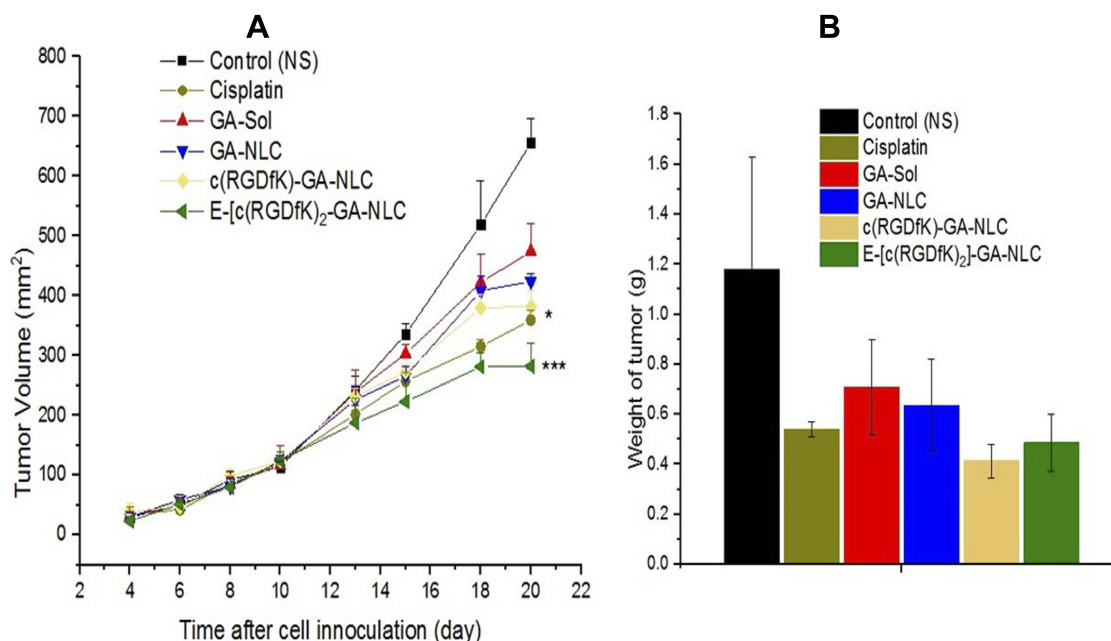 A
Control (NS)
Cisplatin
GA-Sol
GA-NLC
c(RGDfK)-GA-NLC
E-[c(RGDfK)2-GA-NLC
800
700
600
500
400
300
200
100
0
Tumor Volume (mm2)
*
***
2 4 6 8 10 12 14 16 18 20 22
Time after cell innoculation (day)
B
Control (NS)
Cisplatin
GA-Sol
GA-NLC
c(RGDfK)-GA-NLC
E-[c(RGDfK)2]-GA-NLC
1.8
1.6
1.4
1.2
1.0
0.8
0.6
0.4
0.2
0.0
Weight of tumor (g)